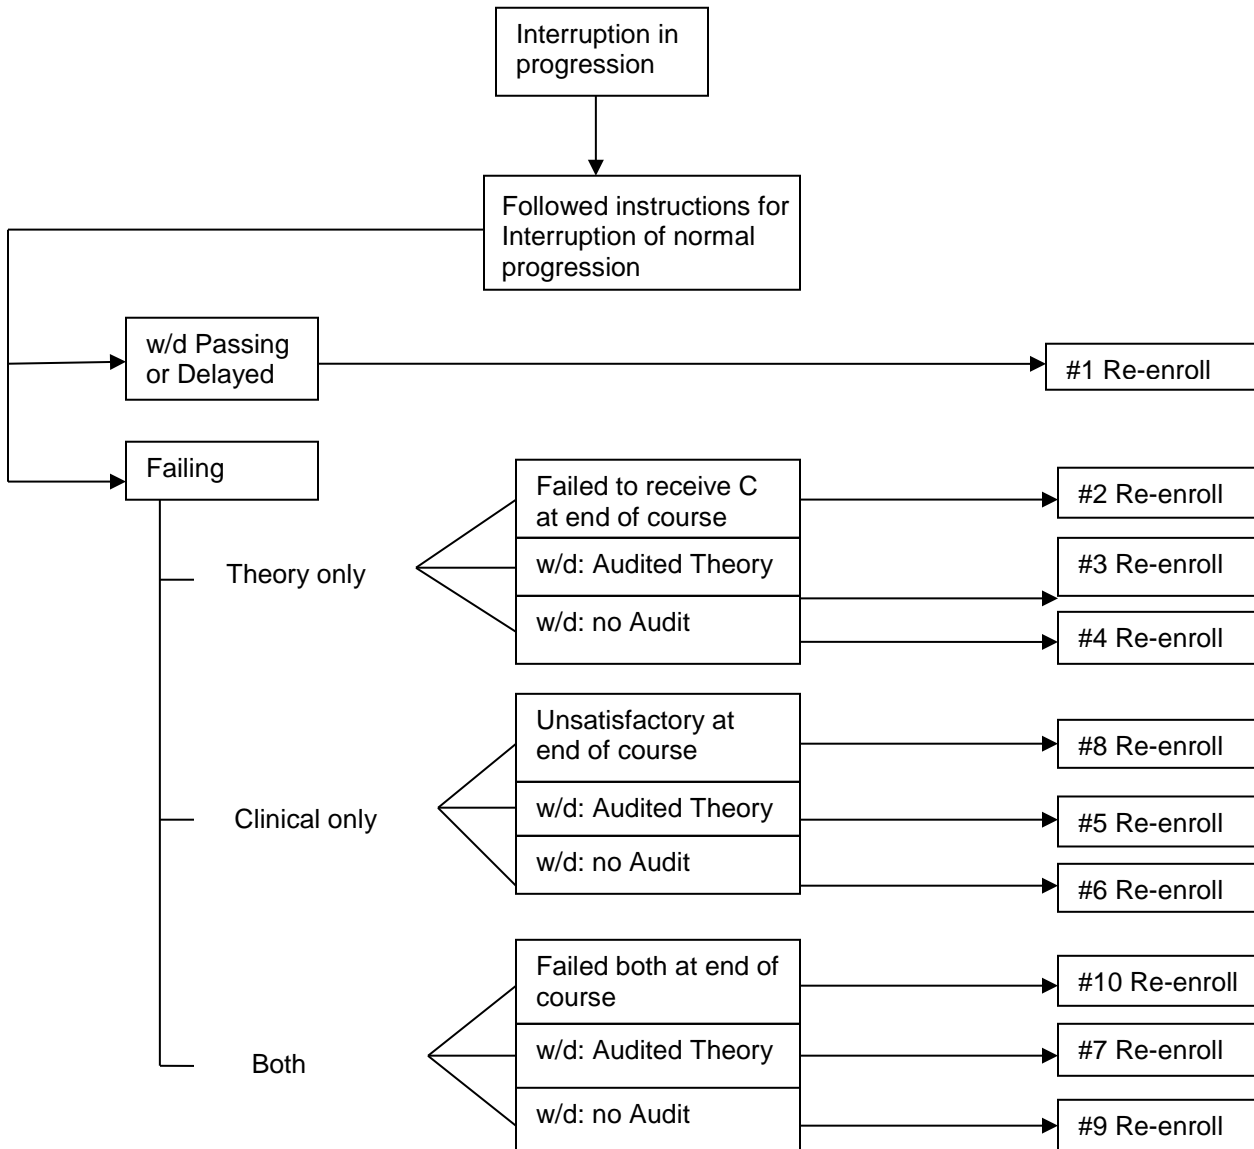 Interruption in
progression
Followed instructions for
Interruption of normal
progression
w/d Passing
or Delayed
#1 Re-enroll
Failing
Failed to receive C
at end of course
#2 Re-enroll
Theory only
w/d: Audited Theory
#3 Re-enroll
w/d: no Audit
#4 Re-enroll
Unsatisfactory at
end of course
#8 Re-enroll
Clinical only
w/d: Audited Theory
#5 Re-enroll
w/d: no Audit
#6 Re-enroll
Failed both at end of
course
#10 Re-enroll
Both
w/d: Audited Theory
#7 Re-enroll
w/d: no Audit
#9 Re-enroll